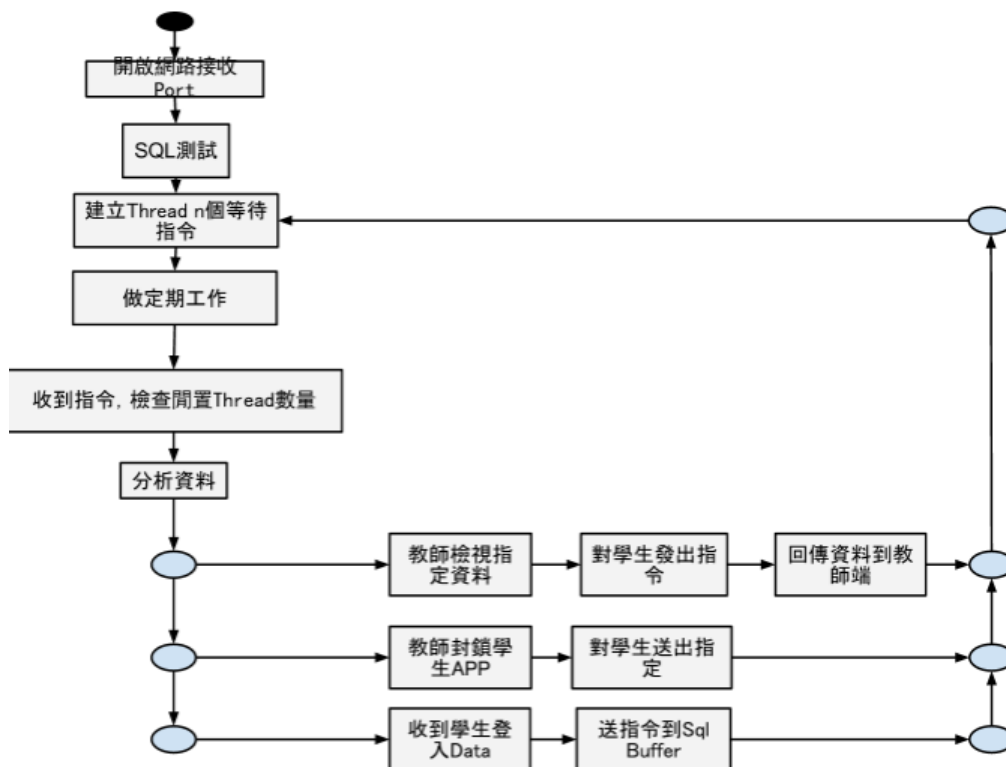 開啟網路接收
Port
SQL測試
建立Thread n個等待
指令
做定期工作
收到指令，檢查閒置Thread數量
分析資料
教師檢視指
定資料
對學生發出指
令
回傳資料到教
師端
教師封鎖學
生APP
對學生送出指
定
收到學生登
入Data
送指令到Sql
Buffer